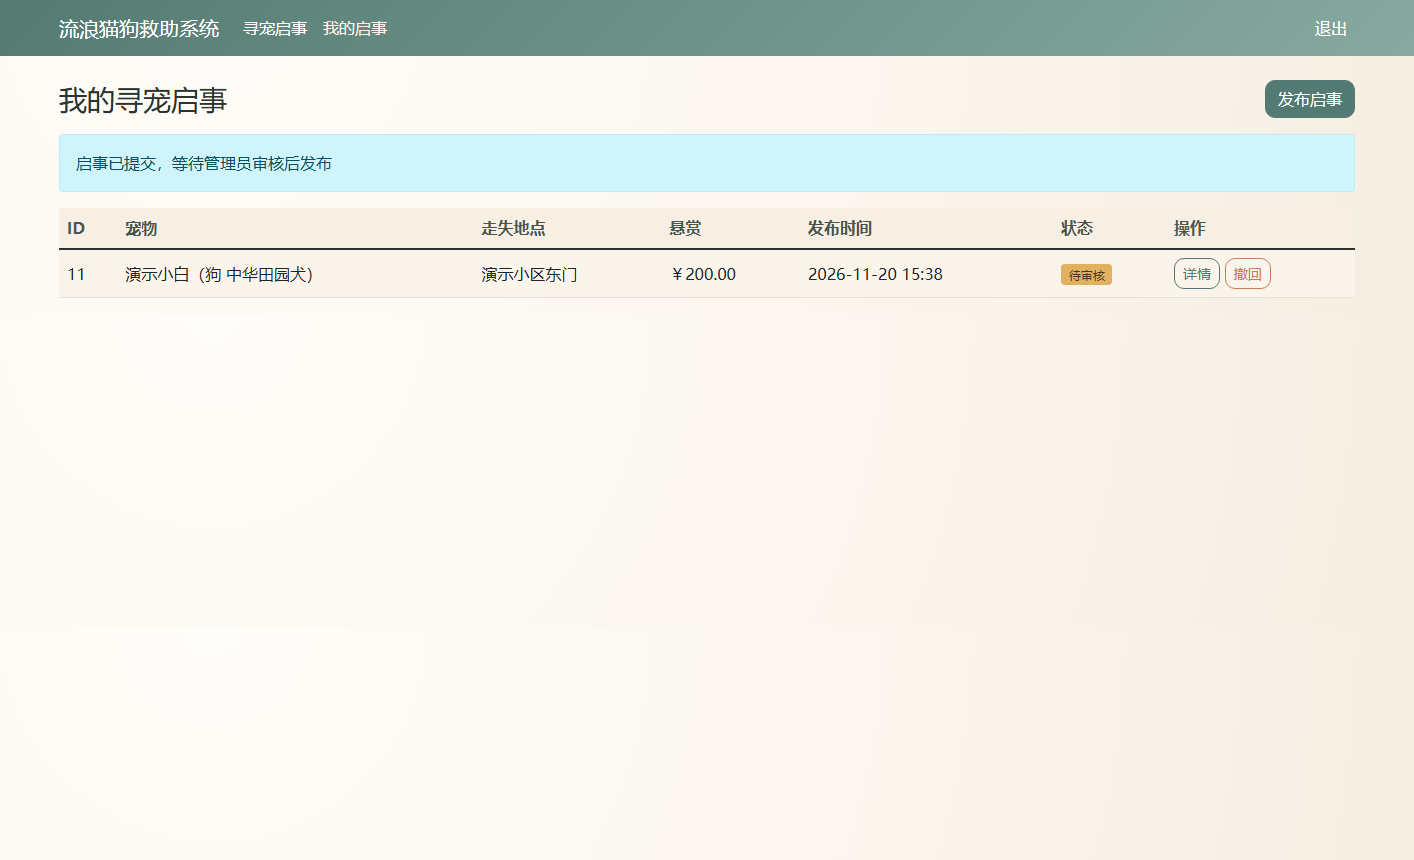 流浪猫狗救助系统 寻宠启事 我的启事 退出
我的寻宠启事 发布启事
启事已提交，等待管理员审核后发布
ID 宠物 走失地点 悬赏 发布时间 状态 操作
11 演示小白（狗 中华田园犬） 演示小区东门 ￥200.00 2026-11-20 15:38 待审核 详情 撤回